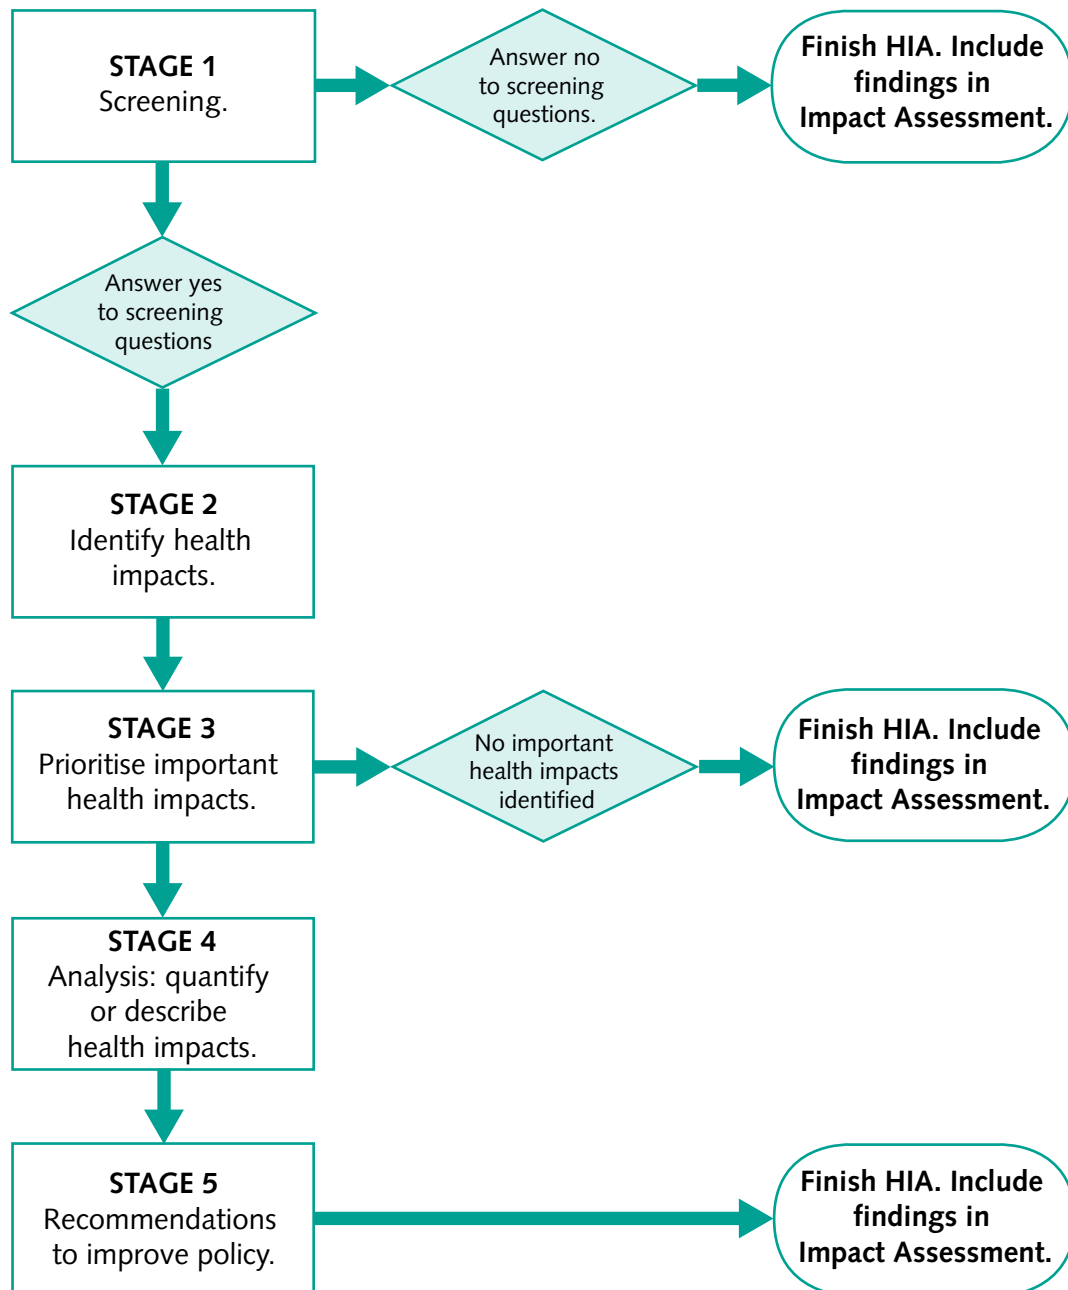 STAGE 1
Screening.
Answer no
to screening
questions.
Finish HIA. Include
findings in
Impact Assessment.
Answer yes
to screening
questions
STAGE 2
Identify health
impacts.
STAGE 3
Prioritise important
health impacts.
No important
health impacts
identified
Finish HIA. Include
findings in
Impact Assessment.
STAGE 4
Analysis: quantify
or describe
health impacts.
STAGE 5
Recommendations
to improve policy.
Finish HIA. Include
findings in
Impact Assessment.